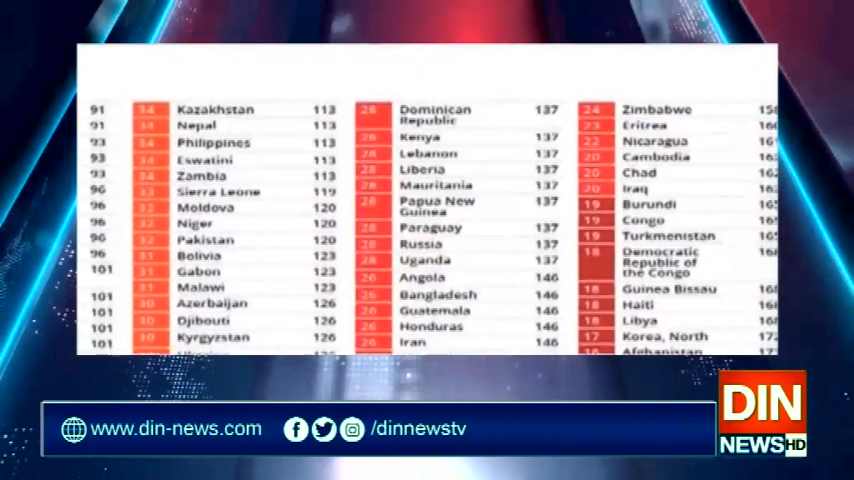 91 34 Kazakhstan 113 28 Dominican Republic 137 24 Zimbabwe
91 34 Nepal 113 28 Kenya 137 23 Eritrea
93 34 Philippines 113 28 Lebanon 137 22 Nicaragua
93 34 Eswatini 113 28 Liberia 137 20 Cambodia
93 34 Zambia 113 28 Mauritania 137 20 Chad
96 33 Sierra Leone 119 28 Papua New Guinea 137 20 Iraq
96 32 Moldova 120 28 Paraguay 137 19 Burundi
96 32 Niger 120 28 Russia 137 19 Congo
96 32 Pakistan 120 28 Uganda 137 19 Turkmenistan
96 31 Bolivia 123 26 Angola 146 18 Democratic Republic of the Congo
101 31 Gabon 123 26 Bangladesh 146 18 Guinea Bissau
101 31 Malawi 123 26 Guatemala 146 18 Haiti
101 30 Azerbaijan 126 26 Honduras 146 18 Libya
101 30 Djibouti 126 26 Iran 146 17 Korea, North
101 30 Kyrgyzstan 126 16 Afghanistan
www.din-news.com
/dinnewstv
DIN
NEWS HD